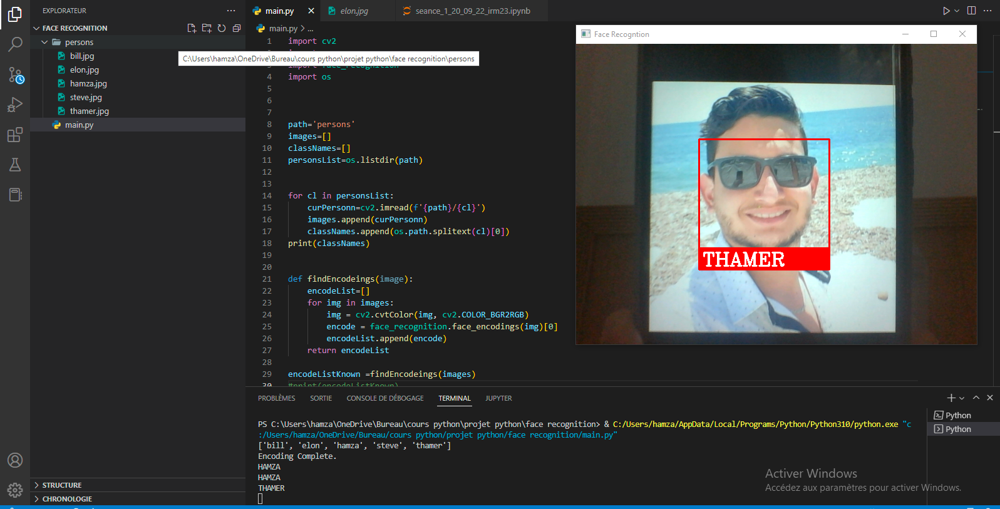 EXPLORATEUR
FACE RECOGNITION
persons
bill.jpg
elon.jpg
hamza.jpg
steve.jpg
thamer.jpg
main.py
STRUCTURE
CHRONOLOGIE
main.py
elon.jpg
seance_1_20_09_22_irm23.ipynb
main.py > ...
1 import cv2
C:\Users\hamza\OneDrive\Bureau\cours python\projet python\face recognition\persons
3 import face_recognition
4 import os
5
6
7
8 path='persons'
9 images=[]
10 classNames=[]
11 personsList=os.listdir(path)
12
13
14 for cl in personsList:
15 curPersonn=cv2.imread(f'{path}/{cl}')
16 images.append(curPersonn)
17 classNames.append(os.path.splitext(cl)[0])
18 print(classNames)
19
20
21 def findEncodeings(image):
22 encodeList=[]
23 for img in images:
24 img = cv2.cvtColor(img, cv2.COLOR_BGR2RGB)
25 encode = face_recognition.face_encodings(img)[0]
26 encodeList.append(encode)
27 return encodeList
28
29 encodeListKnown =findEncodeings(images)
30 #print(encodeListKnown)
Face Recogntion
THAMER
PROBLÈMES SORTIE CONSOLE DE DÉBOGAGE TERMINAL JUPYTER
PS C:\Users\hamza\OneDrive\Bureau\cours python\projet python\face recognition> & C:/Users/hamza/AppData/Local/Programs/Python/Python310/python.exe "c
:/Users/hamza/OneDrive/Bureau/cours python/projet python/face recognition/main.py"
['bill', 'elon', 'hamza', 'steve', 'thamer']
Encoding Complete.
HAMZA
HAMZA
THAMER
Python
Python
Activer Windows
Accédez aux paramètres pour activer Windows.